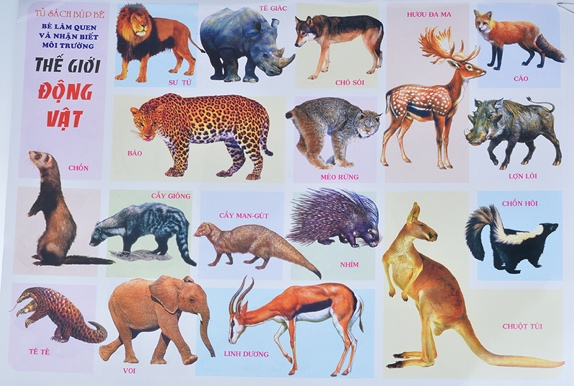 TỦ SÁCH BÚP BÊ
BÉ LÀM QUEN
VÀ NHẬN BIẾT
MÔI TRƯỜNG
THẾ GIỚI
ĐỘNG
VẬT
SƯ TỬ
TÊ GIÁC
CHÓ SÓI
HƯƠU ĐA MA
CÁO
BÁO
MÈO RỪNG
LỢN LÒI
CHỒN
CẦY GIÔNG
CẦY MAN-GÚT
NHÍM
CHỒN HÔI
TÊ TÊ
VOI
LINH DƯƠNG
CHUỘT TÚI